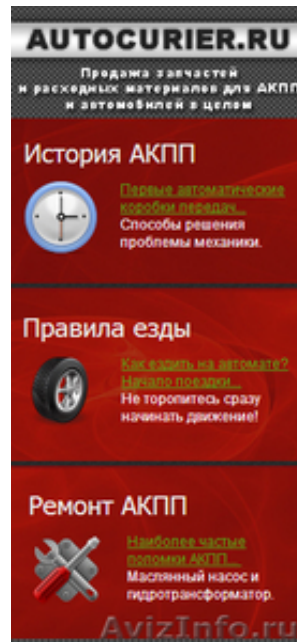 AUTOCURIER.RU
Продажа запчастей
и расходных материалов для АКПП
и автомобилей в целом
История АКПП
Первые автоматические
коробки передач...
Способы решения
проблемы механики.
Правила езды
Как ездить на автомате?
Начало поездки...
Не торопитесь сразу
начинать движение!
Ремонт АКПП
Наиболее частые
поломки АКПП...
Маслянный насос и
гидротрансформатор.
AvizInfo.ru